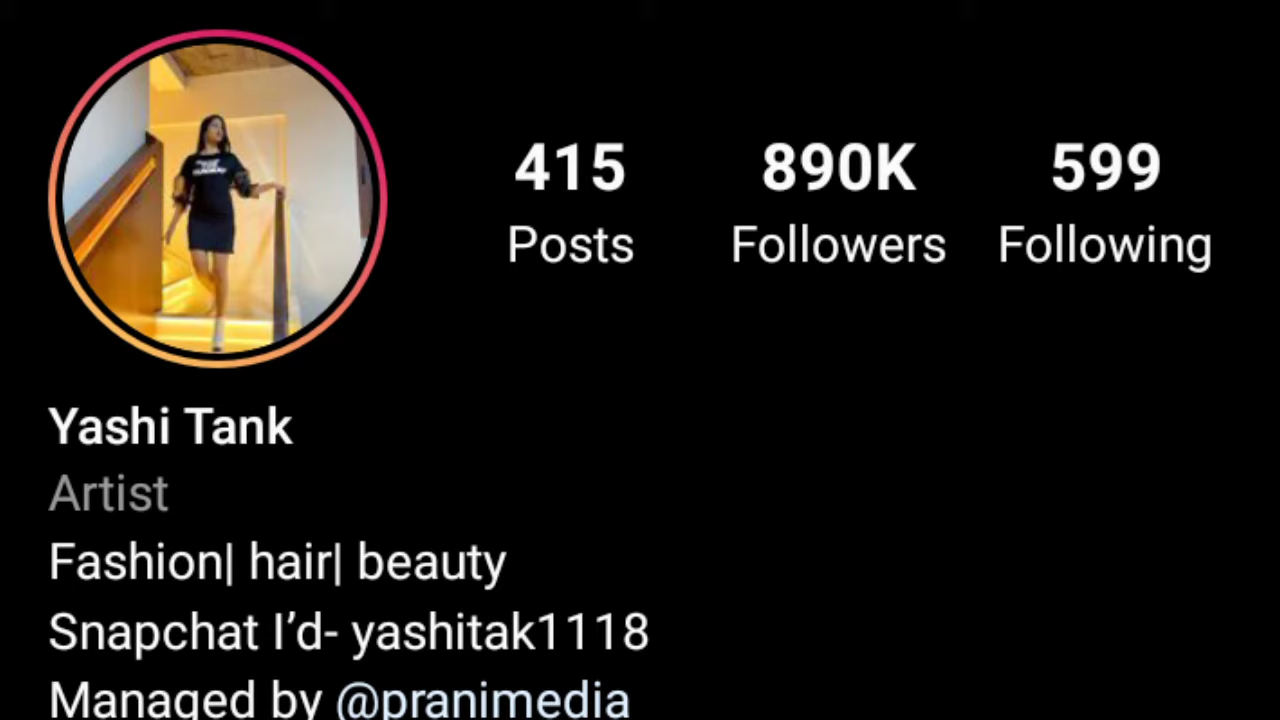 415 890K 599
Posts Followers Following
Yashi Tank
Artist
Fashion| hair| beauty
Snapchat I’d- yashitak1118
Managed by @pranimedia